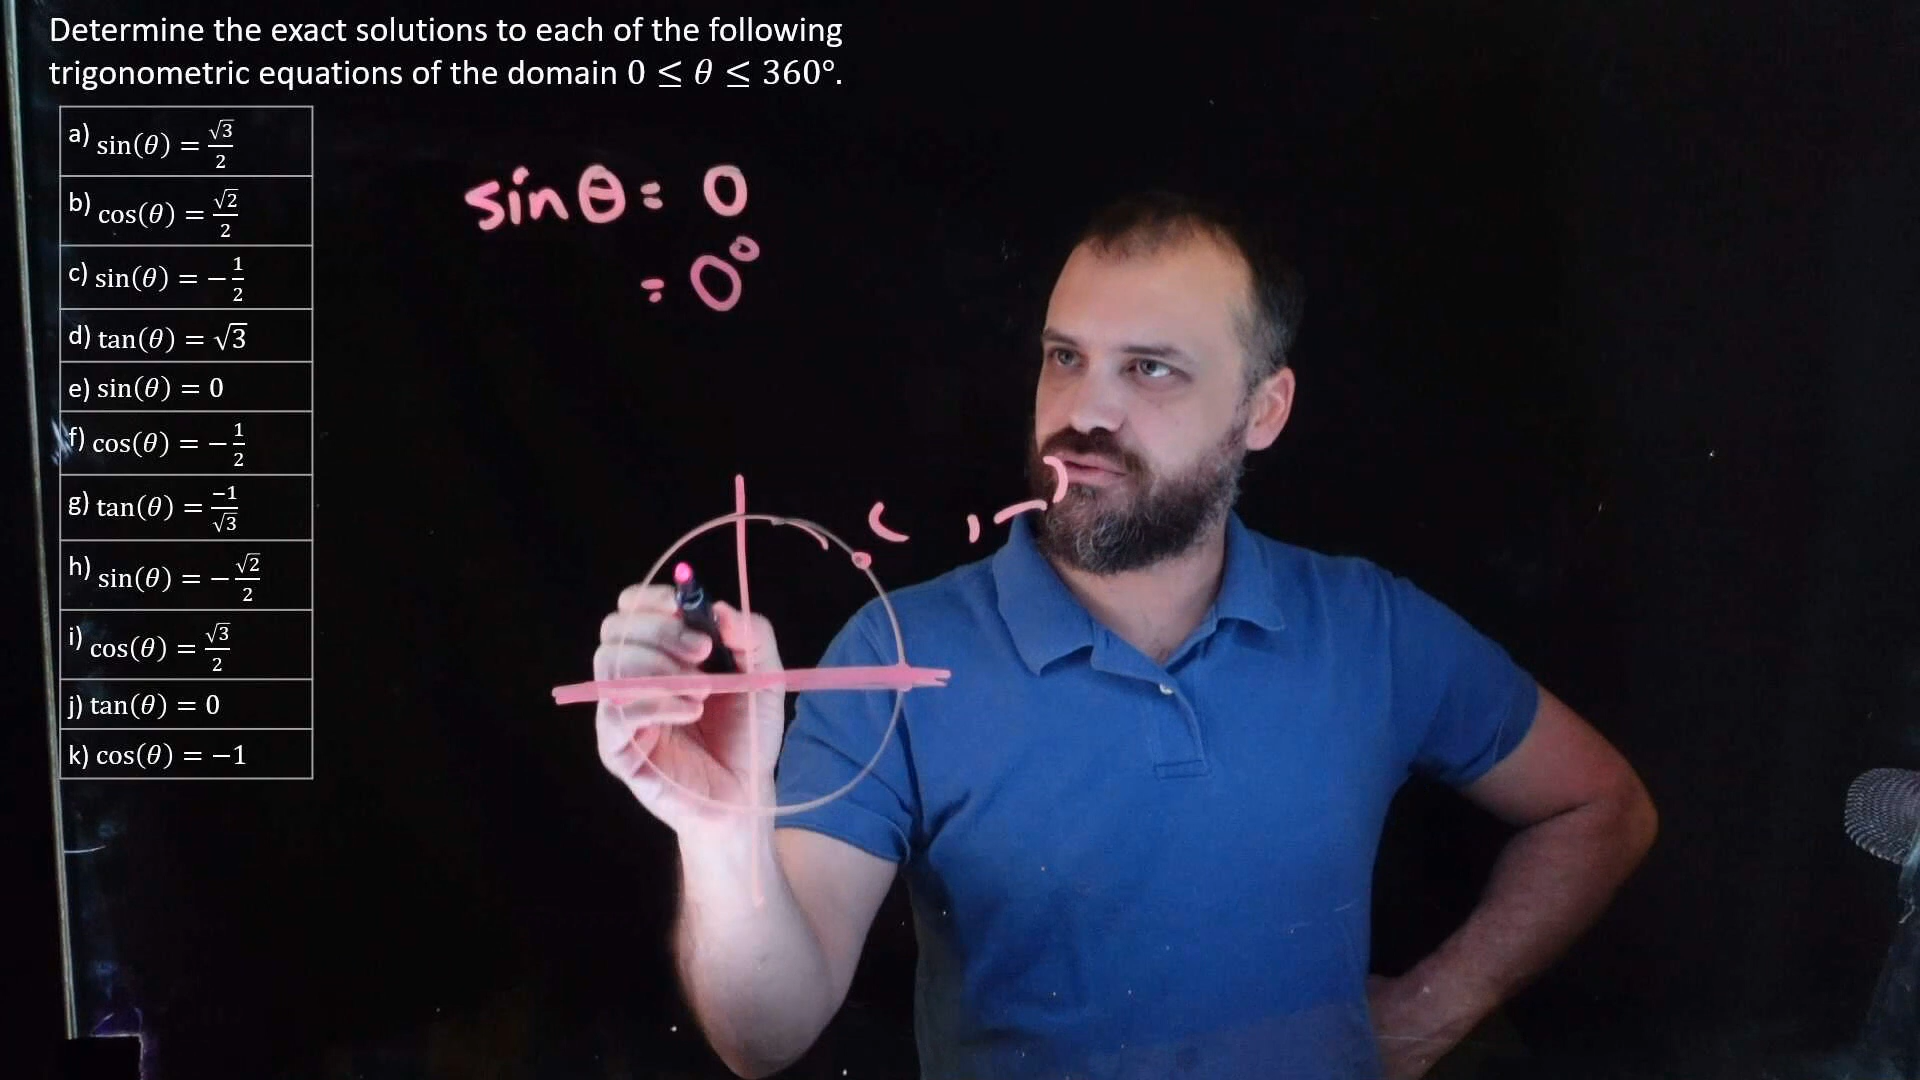 Determine the exact solutions to each of the following
trigonometric equations of the domain 0 ≤ θ ≤ 360°.
a) sin(θ) = √3/2
b) cos(θ) = √2/2
c) sin(θ) = −1/2
d) tan(θ) = √3
e) sin(θ) = 0
f) cos(θ) = −1/2
g) tan(θ) = −1/√3
h) sin(θ) = −√2/2
i) cos(θ) = √3/2
j) tan(θ) = 0
k) cos(θ) = −1
sinθ = 0
= 0°
( , − )